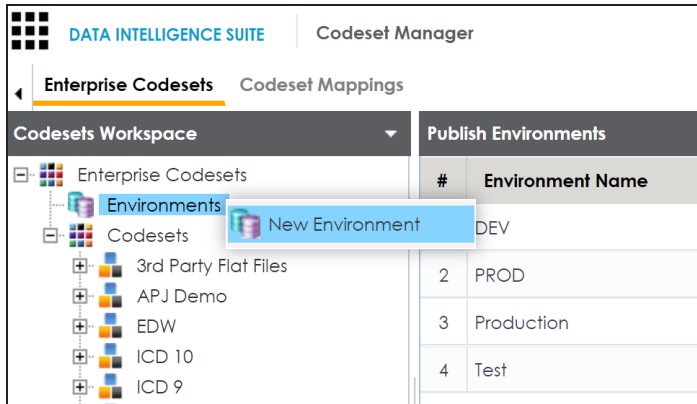 DATA INTELLIGENCE SUITE Codeset Manager
Enterprise Codesets Codeset Mappings
Codesets Workspace
Enterprise Codesets
Environments
New Environment
Codesets
3rd Party Flat Files
APJ Demo
EDW
ICD 10
ICD 9
Publish Environments
# Environment Name
DEV
2 PROD
3 Production
4 Test